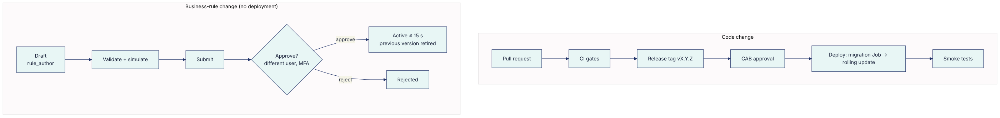 Business-rule change (no deployment)
Draft
rule_author
Validate + simulate
Submit
Approve?
different user, MFA
approve
Active ≤ 15 s
previous version retired
reject
Rejected
Code change
Pull request
CI gates
Release tag vX.Y.Z
CAB approval
Deploy: migration Job →
rolling update
Smoke tests